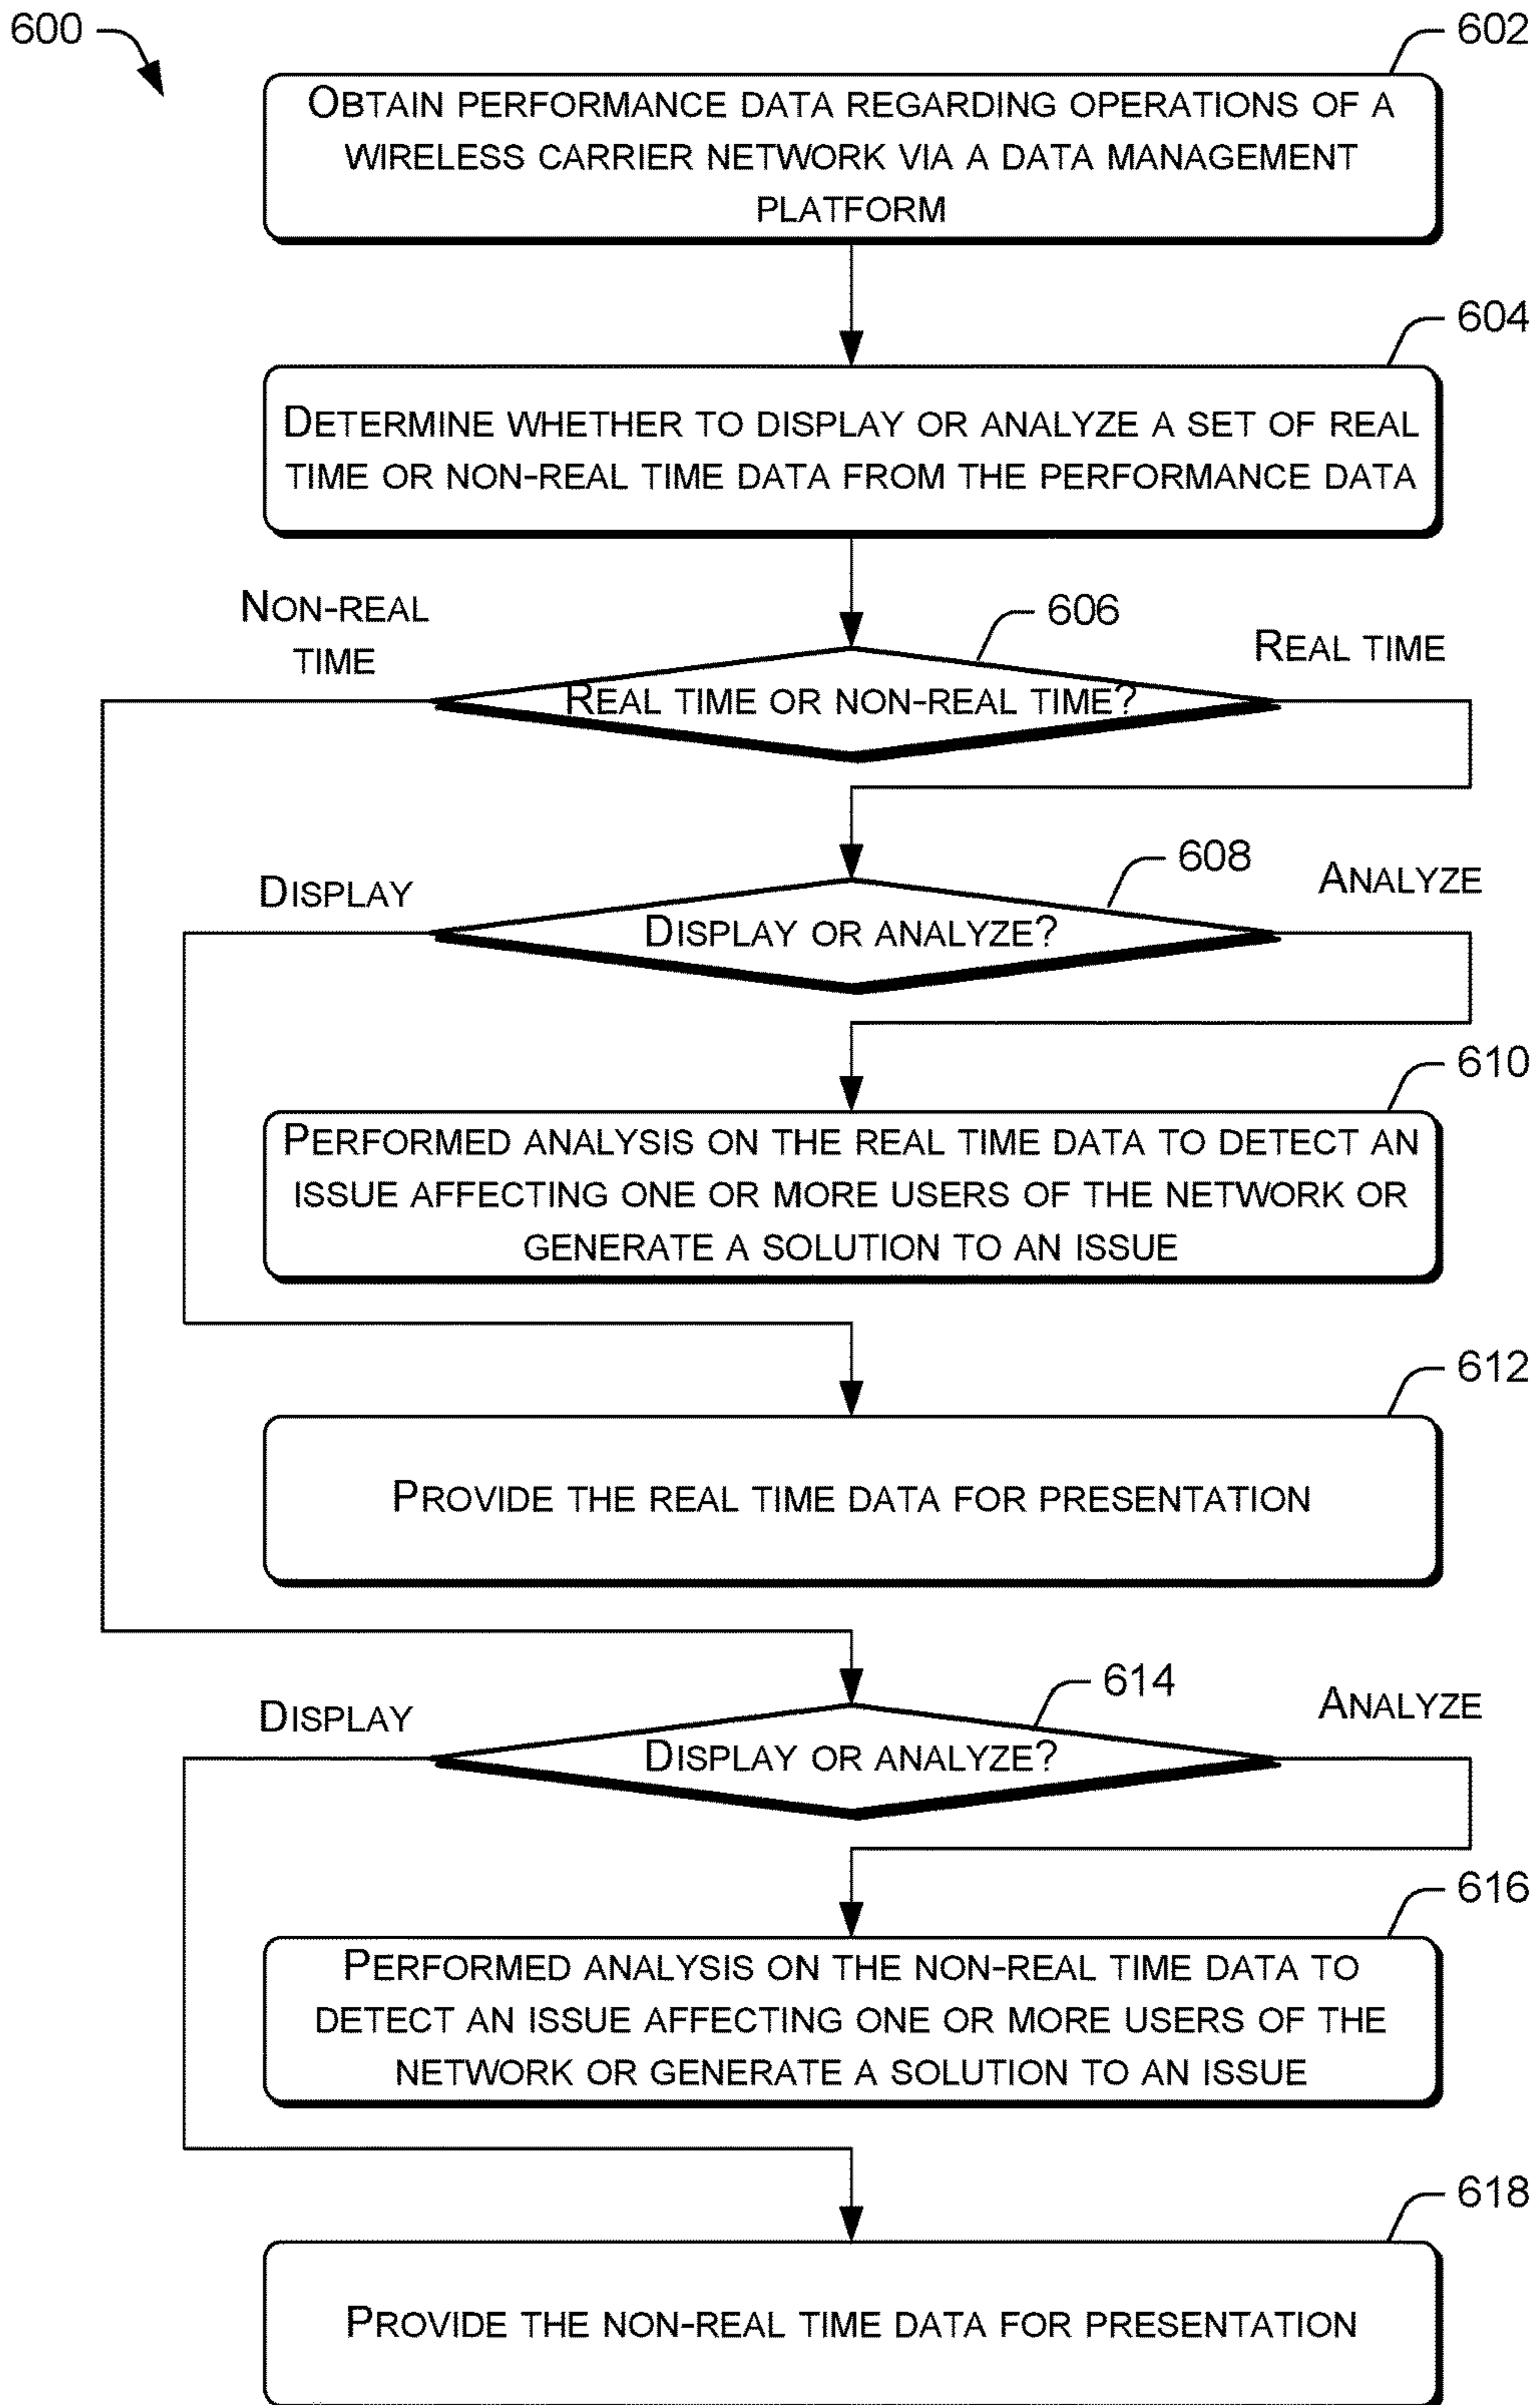 600
602
OBTAIN PERFORMANCE DATA REGARDING OPERATIONS OF A
WIRELESS CARRIER NETWORK VIA A DATA MANAGEMENT
PLATFORM
604
DETERMINE WHETHER TO DISPLAY OR ANALYZE A SET OF REAL
TIME OR NON-REAL TIME DATA FROM THE PERFORMANCE DATA
NON-REAL
TIME
606
REAL TIME
REAL TIME OR NON-REAL TIME?
608
DISPLAY
ANALYZE
DISPLAY OR ANALYZE?
610
PERFORMED ANALYSIS ON THE REAL TIME DATA TO DETECT AN
ISSUE AFFECTING ONE OR MORE USERS OF THE NETWORK OR
GENERATE A SOLUTION TO AN ISSUE
612
PROVIDE THE REAL TIME DATA FOR PRESENTATION
614
DISPLAY
ANALYZE
DISPLAY OR ANALYZE?
616
PERFORMED ANALYSIS ON THE NON-REAL TIME DATA TO
DETECT AN ISSUE AFFECTING ONE OR MORE USERS OF THE
NETWORK OR GENERATE A SOLUTION TO AN ISSUE
618
PROVIDE THE NON-REAL TIME DATA FOR PRESENTATION